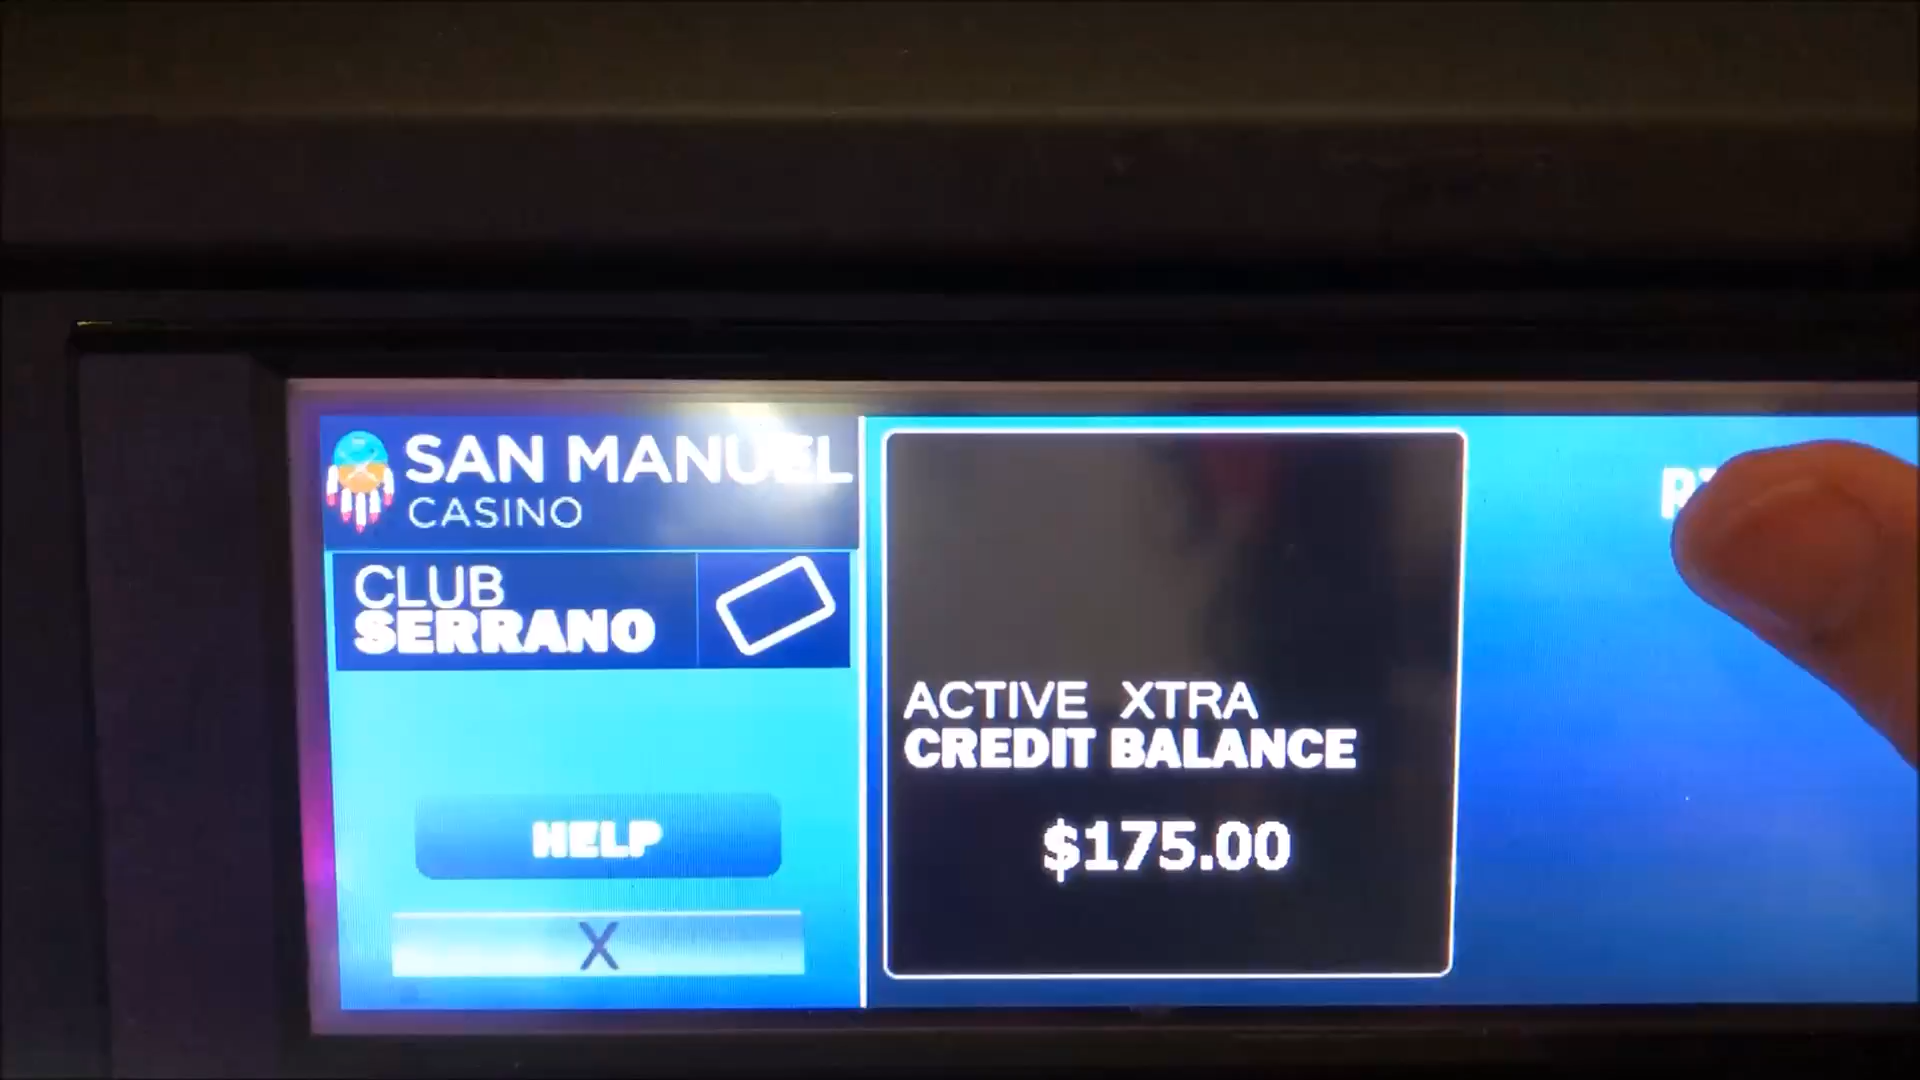 SAN MANUEL
CASINO
CLUB
SERRANO
HELP
X
ACTIVE XTRA
CREDIT BALANCE
$175.00